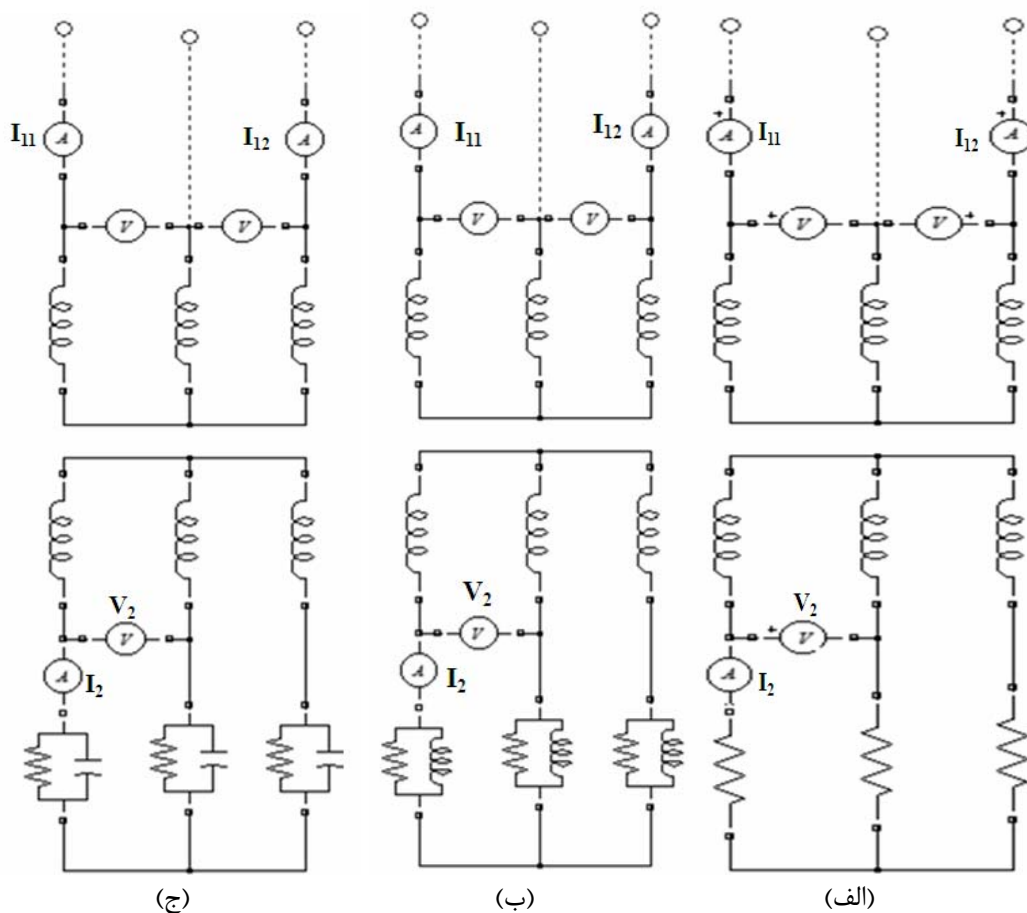 I11 A A I12
V V
V2
V
A I2
I11 A A I12
V V
V2
V
A I2
+ A I11 + A I12
+ V V +
V2
+ V
A I2
(ج) (ب) (الف)